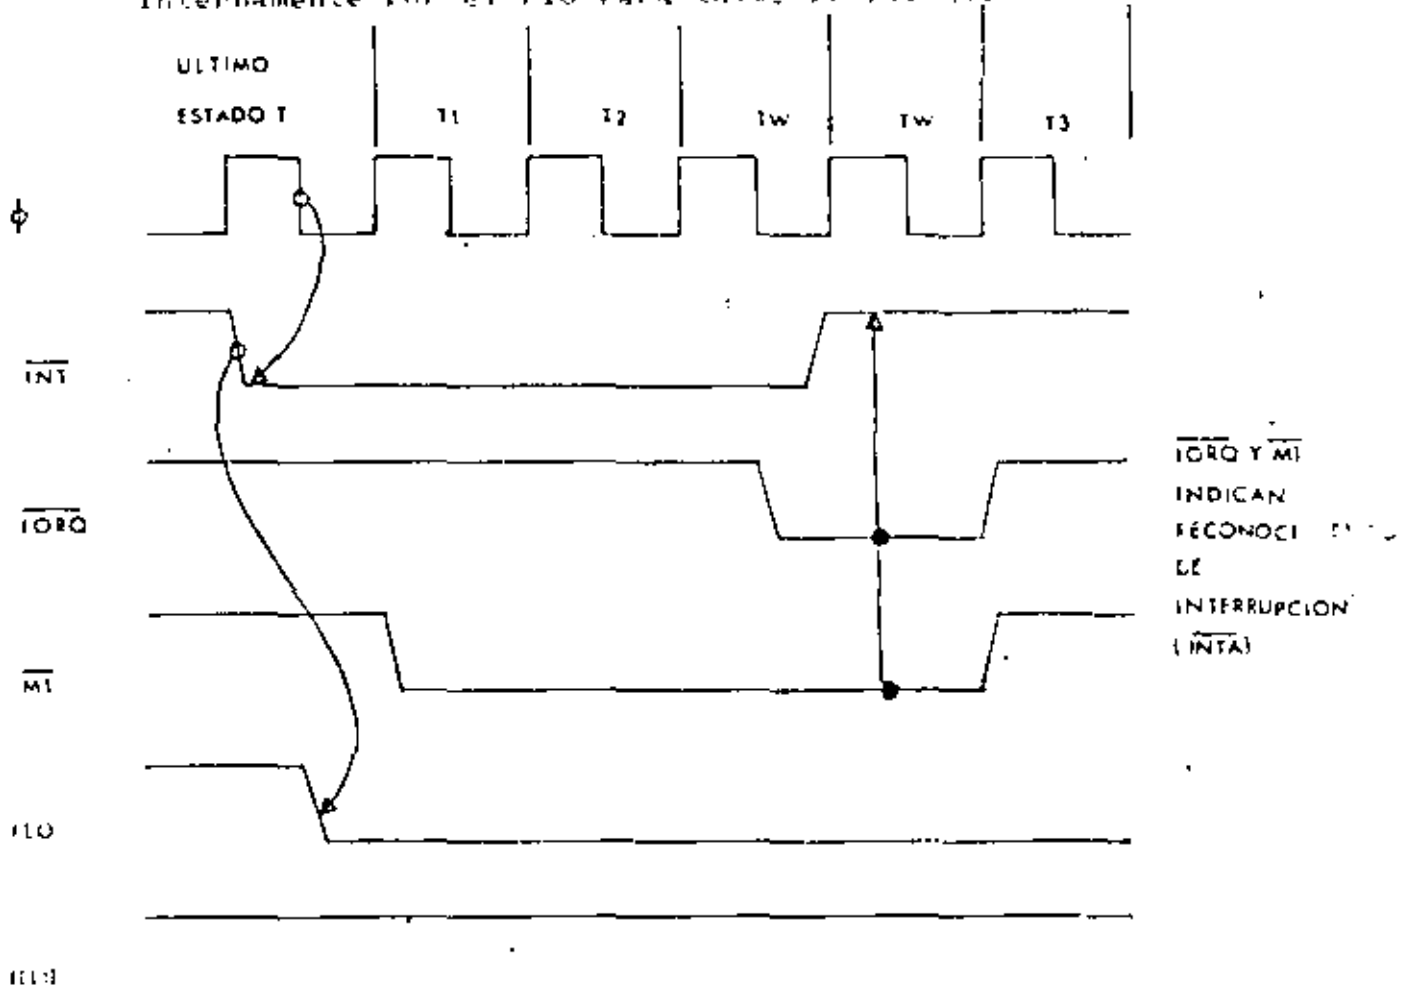 ULTIMO
ESTADO T T1 T2 TW TW T3
ϕ
INT
IORQ
M1
IORQ Y M1
INDICAN
DE
INTERRUPCION
(INTA)